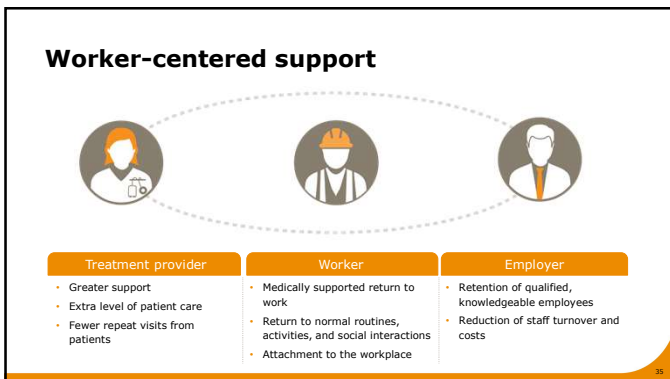 Worker-centered support
Treatment provider
• Greater support
• Extra level of patient care
• Fewer repeat visits from
patients
Worker
• Medically supported return to
work
• Return to normal routines,
activities, and social interactions
• Attachment to the workplace
Employer
• Retention of qualified,
knowledgeable employees
• Reduction of staff turnover and
costs
35